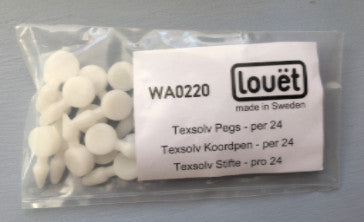 WA0220
louët
made in Sweden
Texsolv Pegs - per 24
Texsolv Koordpen - per 24
Texsolv Stifte - pro 24